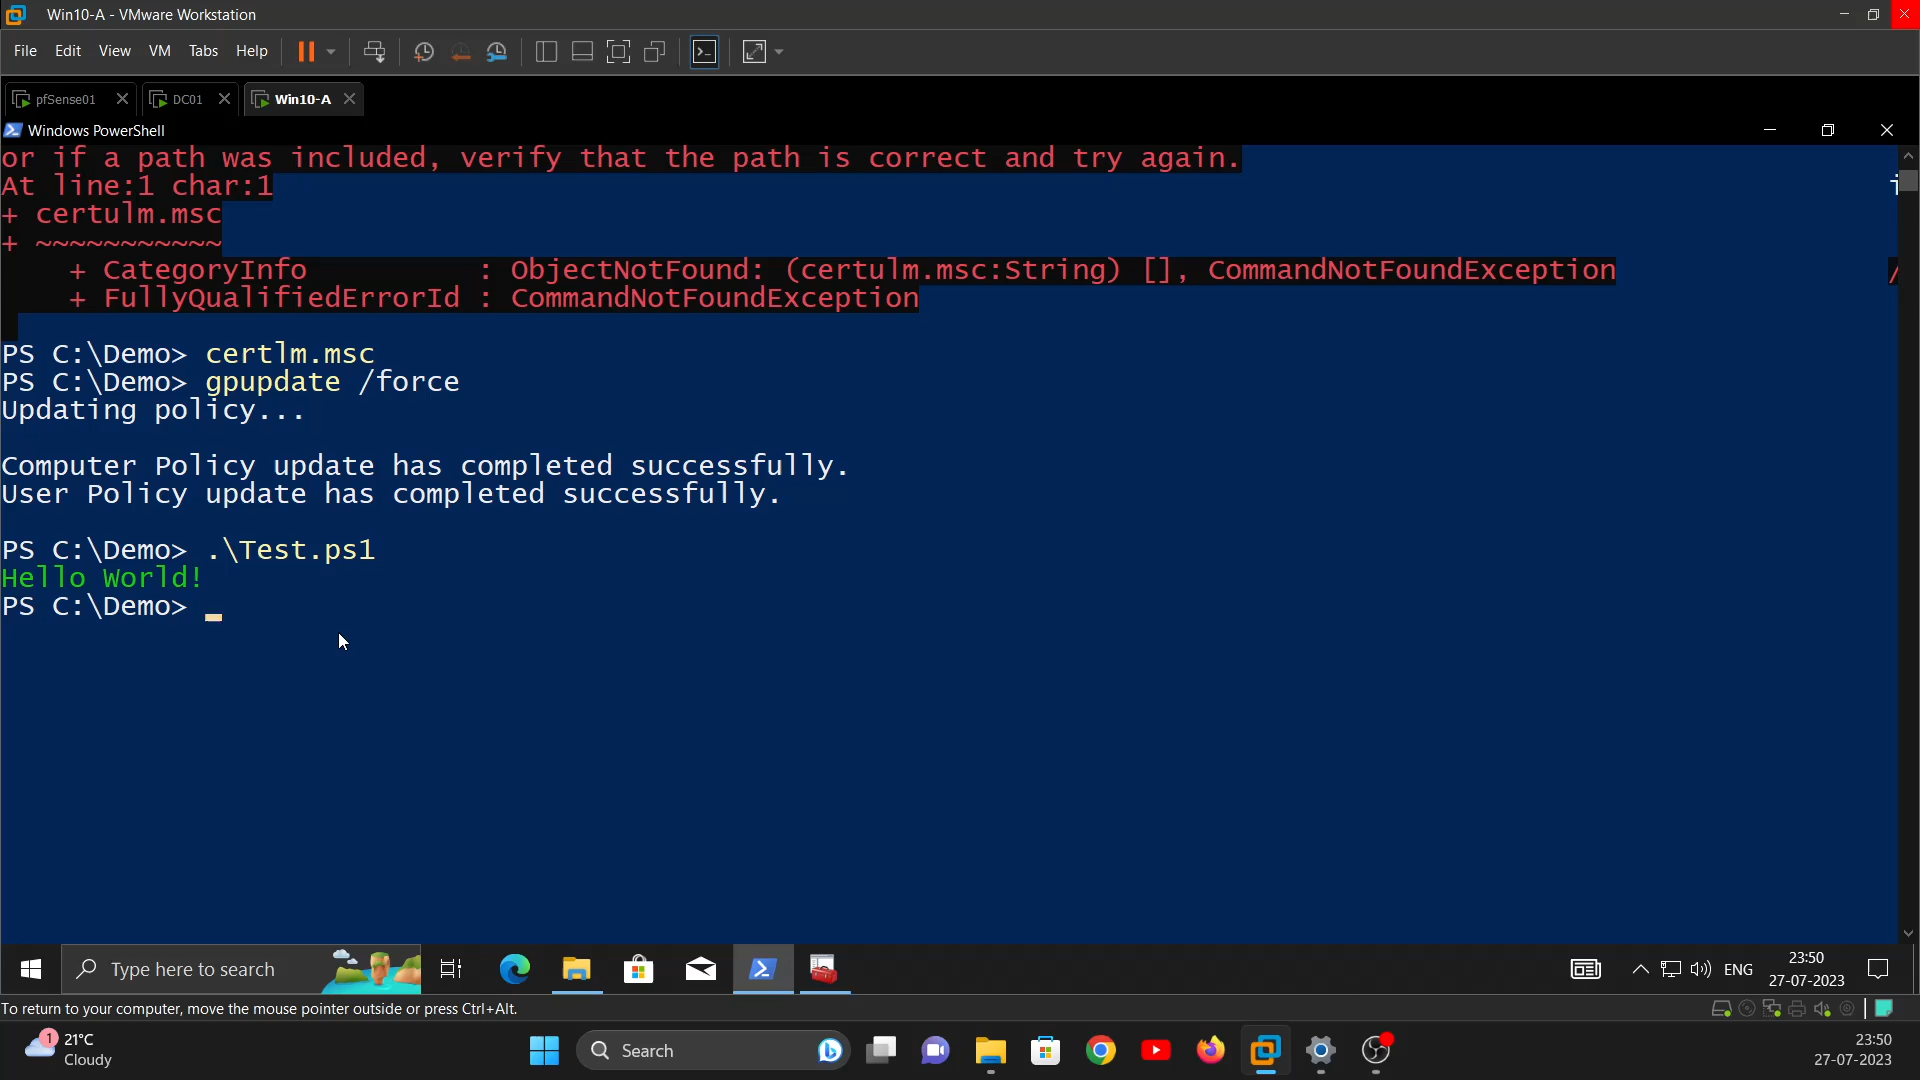 Win10-A - VMware Workstation
File Edit View VM Tabs Help
pfSense01 DC01 Win10-A
Windows PowerShell
or if a path was included, verify that the path is correct and try again.
At line:1 char:1
+ certulm.msc
+ ~~~~~~~~~~~
+ CategoryInfo : ObjectNotFound: (certulm.msc:String) [], CommandNotFoundException
+ FullyQualifiedErrorId : CommandNotFoundException
PS C:\Demo> certlm.msc
PS C:\Demo> gpupdate /force
Updating policy...
Computer Policy update has completed successfully.
User Policy update has completed successfully.
PS C:\Demo> .\Test.ps1
Hello World!
PS C:\Demo>
Type here to search
ENG
23:50
27-07-2023
To return to your computer, move the mouse pointer outside or press Ctrl+Alt.
1
21°C
Cloudy
Search
23:50
27-07-2023